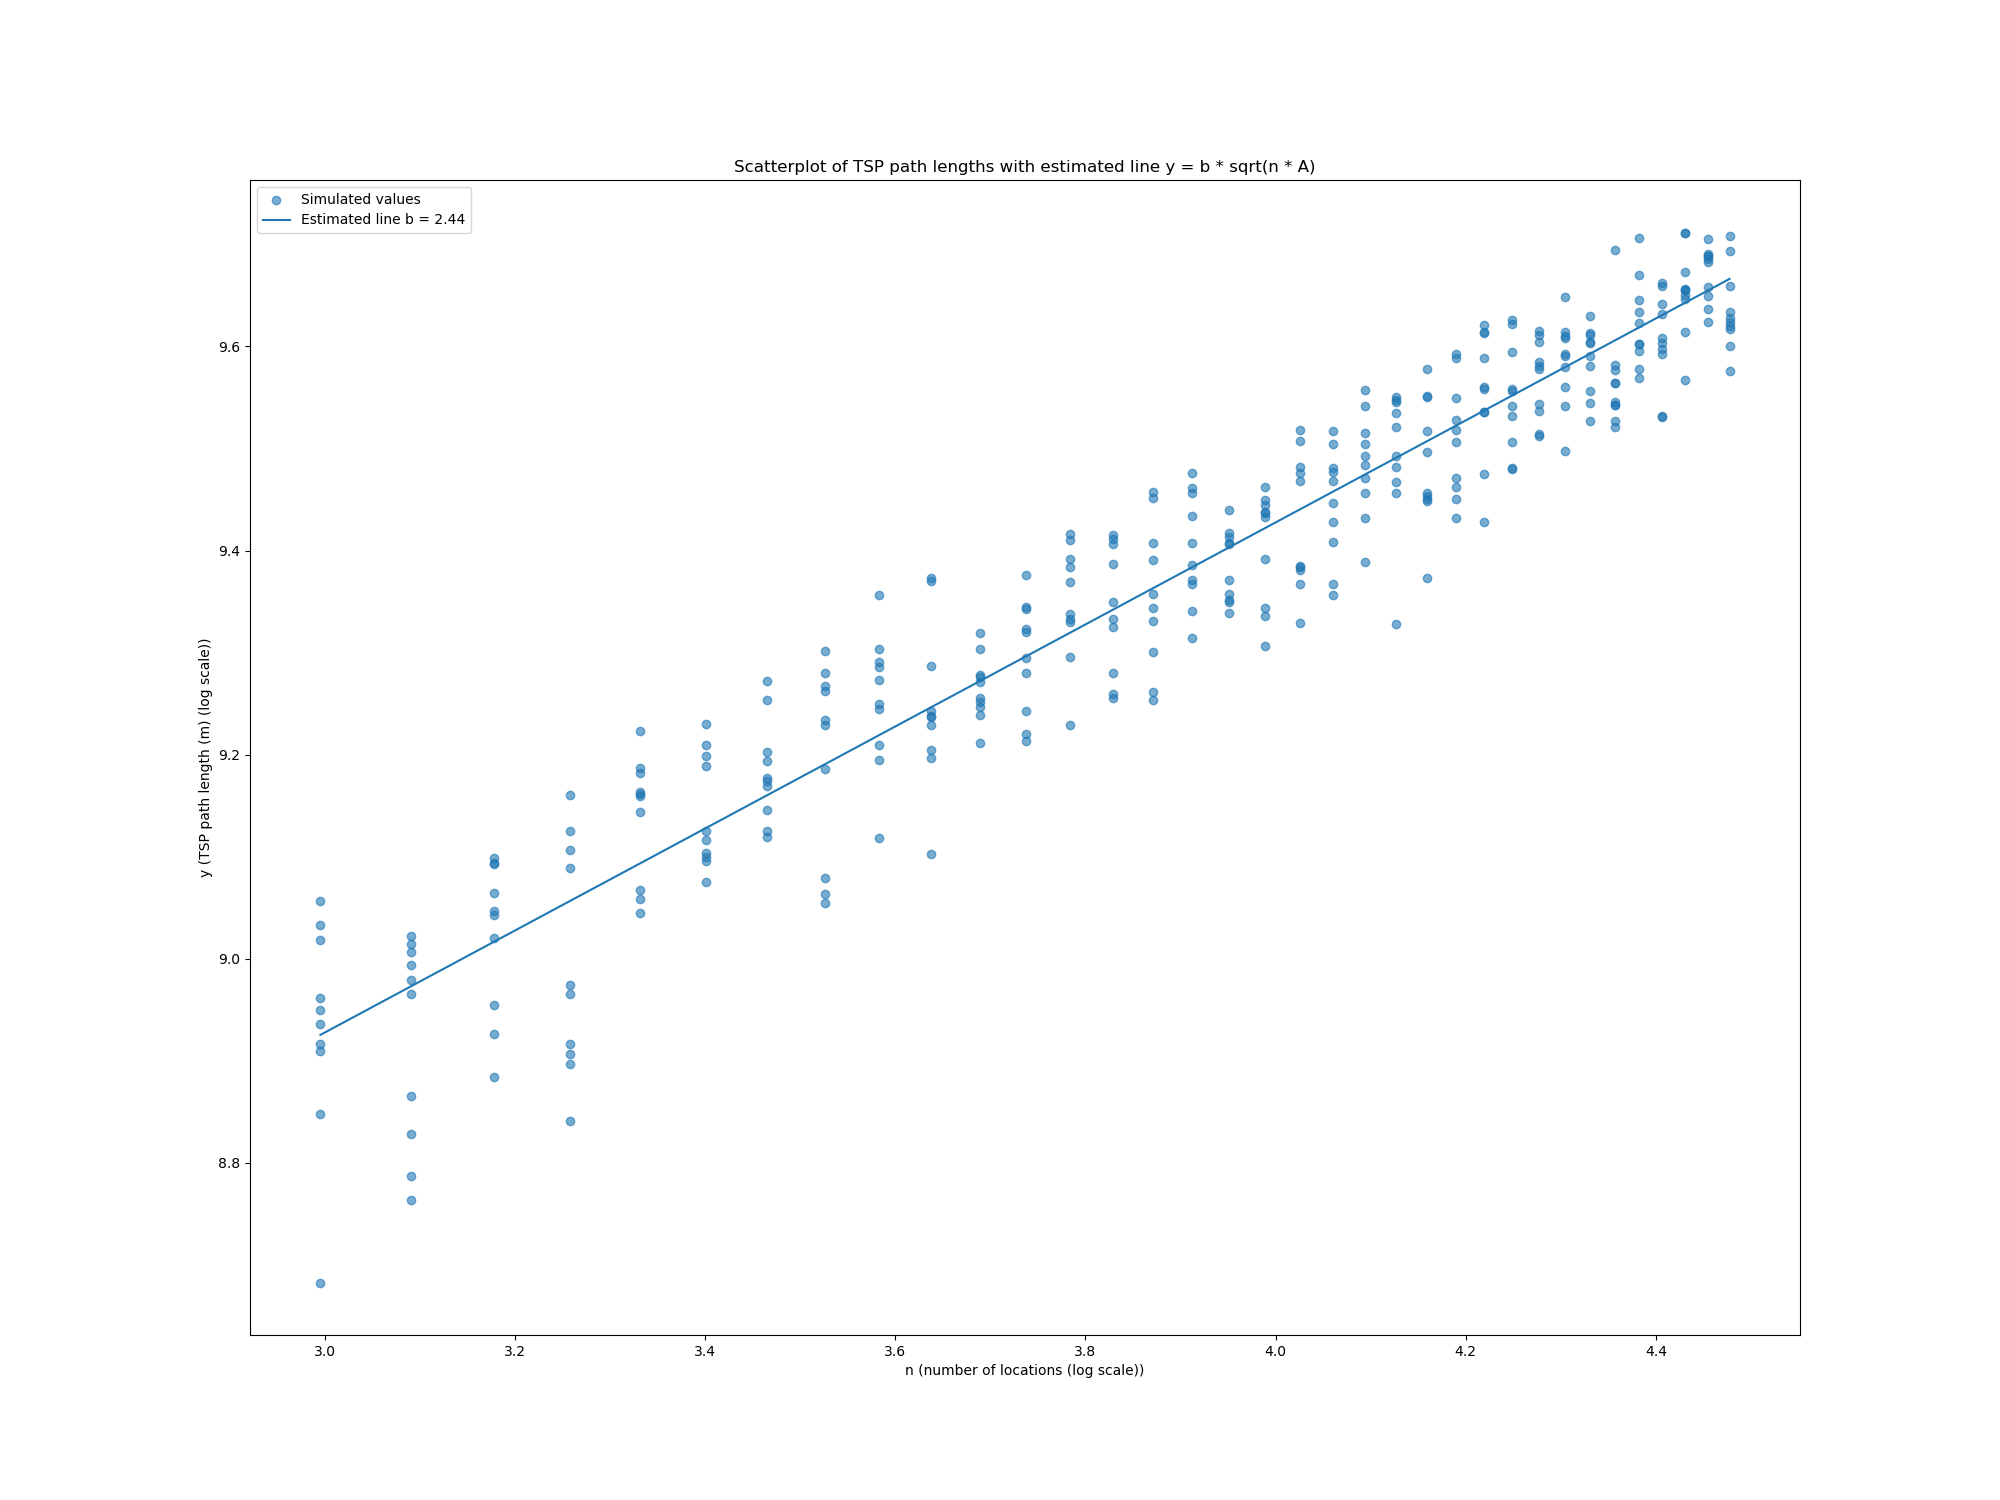 Scatterplot of TSP path lengths with estimated line y = b * sqrt(n * A)
Simulated values
Estimated line b = 2.44
y (TSP path length (m) (log scale))
9.6
9.4
9.2
9.0
8.8
3.0 3.2 3.4 3.6 3.8 4.0 4.2 4.4
n (number of locations (log scale))